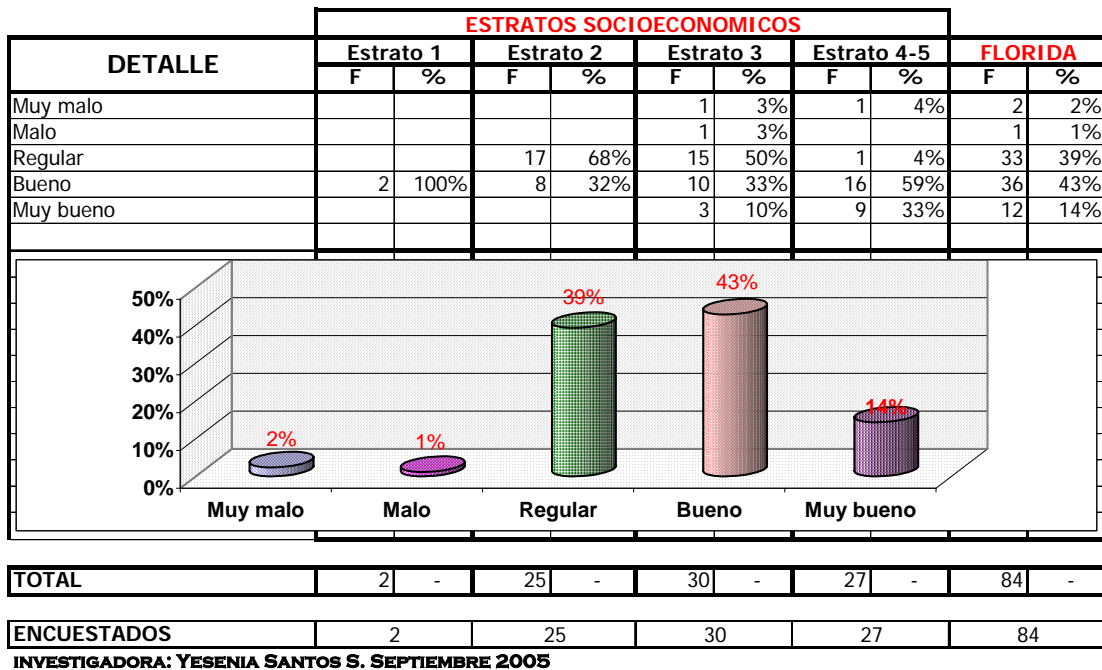 ESTRATOS SOCIOECONOMICOS
DETALLE Estrato 1 Estrato 2 Estrato 3 Estrato 4-5 FLORIDA
F % F % F % F % F %
Muy malo 1 3% 1 4% 2 2%
Malo 1 3% 1 1%
Regular 17 68% 15 50% 1 4% 33 39%
Bueno 2 100% 8 32% 10 33% 16 59% 36 43%
Muy bueno 3 10% 9 33% 12 14%
50%
40%
30%
20%
10%
0%
2% 1% 39% 43% 14%
Muy malo Malo Regular Bueno Muy bueno
TOTAL 2 - 25 - 30 - 27 - 84 -
ENCUESTADOS 2 25 30 27 84
INVESTIGADORA: YESENIA SANTOS S. SEPTIEMBRE 2005